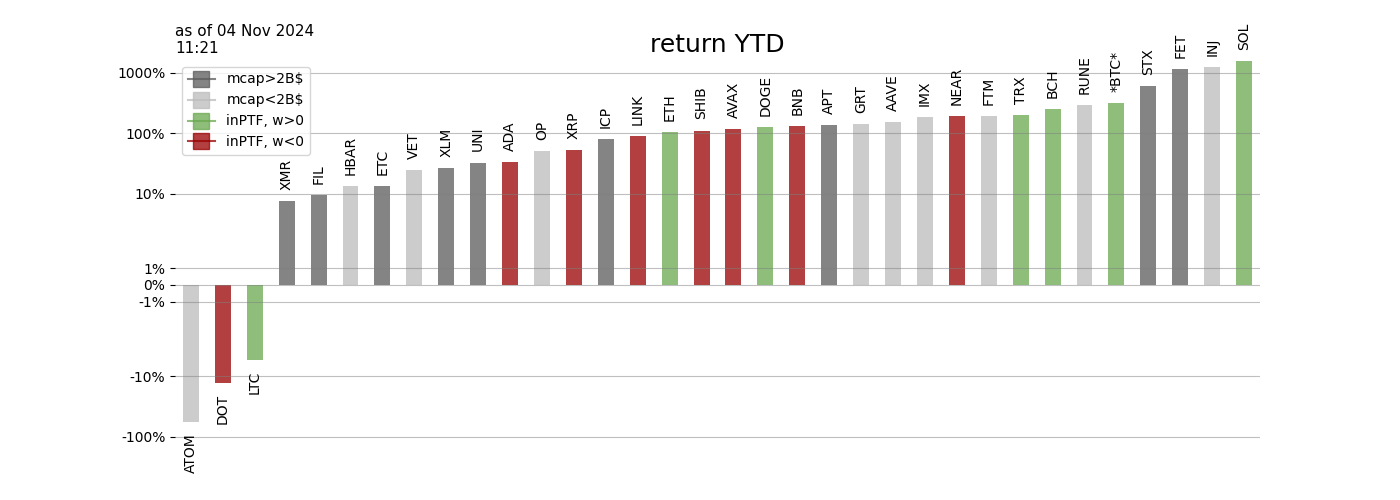 as of 04 Nov 2024
11:21
return YTD
mcap>2B$
mcap<2B$
inPTF, w>0
inPTF, w<0
1000%
100%
10%
1%
0%
-1%
-10%
-100%
ATOM
DOT
LTC
XMR
FIL
HBAR
ETC
VET
XLM
UNI
ADA
OP
XRP
ICP
LINK
ETH
SHIB
AVAX
DOGE
BNB
APT
GRT
AAVE
IMX
NEAR
FTM
TRX
BCH
RUNE
*BTC*
STX
FET
INJ
SOL